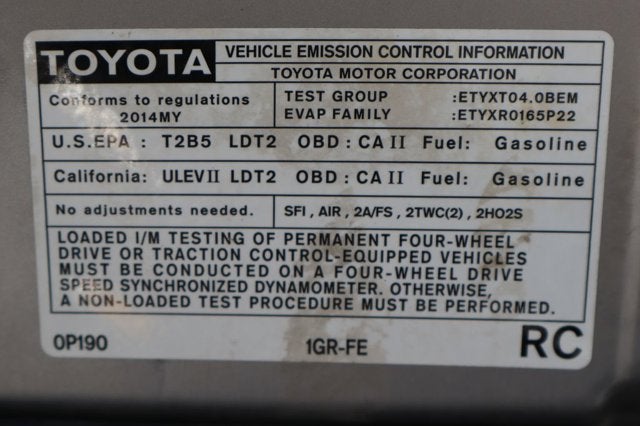 TOYOTA
VEHICLE EMISSION CONTROL INFORMATION
TOYOTA MOTOR CORPORATION
Conforms to regulations
2014MY
TEST GROUP :ETYXT04.0BEM
EVAP FAMILY :ETYXR0165P22
U.S.EPA : T2B5 LDT2 OBD : CA II Fuel: Gasoline
California: ULEV II LDT2 OBD : CA II Fuel: Gasoline
No adjustments needed.
SFI , AIR , 2A/FS , 2TWC(2) , 2HO2S
LOADED I/M TESTING OF PERMANENT FOUR-WHEEL
DRIVE OR TRACTION CONTROL-EQUIPPED VEHICLES
MUST BE CONDUCTED ON A FOUR-WHEEL DRIVE
SPEED SYNCHRONIZED DYNAMOMETER. OTHERWISE,
A NON-LOADED TEST PROCEDURE MUST BE PERFORMED.
0P190 1GR-FE RC